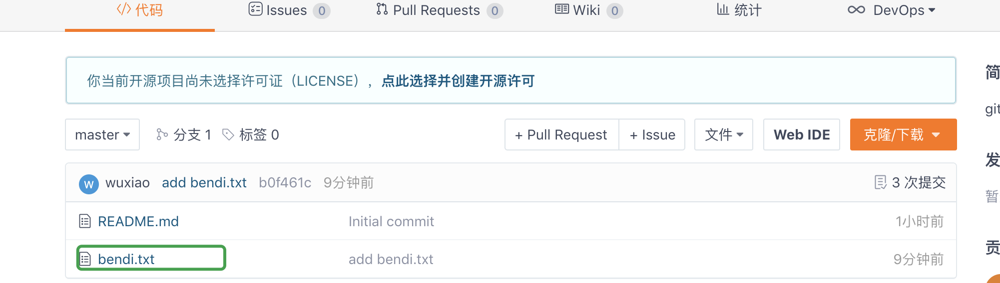 代码 Issues 0 Pull Requests 0 Wiki 0 统计 DevOps
你当前开源项目尚未选择许可证（LICENSE），点此选择并创建开源许可
简
git
master 分支 1 标签 0 + Pull Request + Issue 文件 Web IDE 克隆/下载
发
W wuxiao add bendi.txt b0f461c 9分钟前 3 次提交
暂
README.md Initial commit 1小时前
贡
bendi.txt add bendi.txt 9分钟前